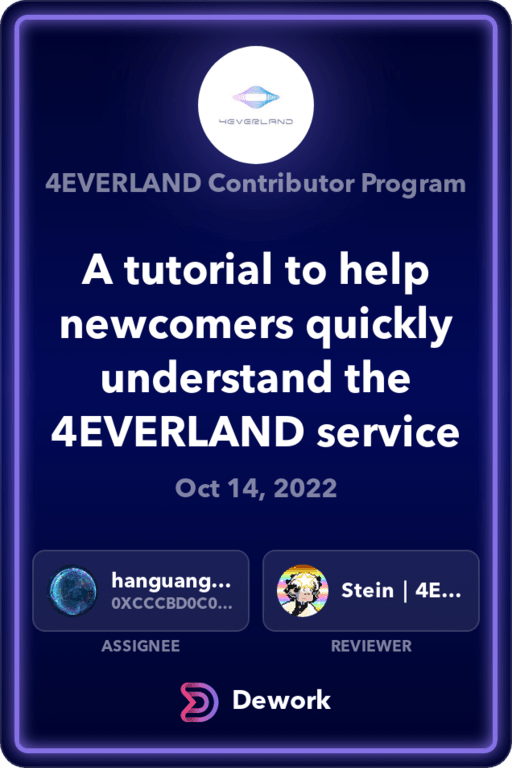 4EVERLAND
4EVERLAND Contributor Program
A tutorial to help
newcomers quickly
understand the
4EVERLAND service
Oct 14, 2022
hanguang...
0XCCCBD0C0...
Stein | 4E...
ASSIGNEE
REVIEWER
Dework